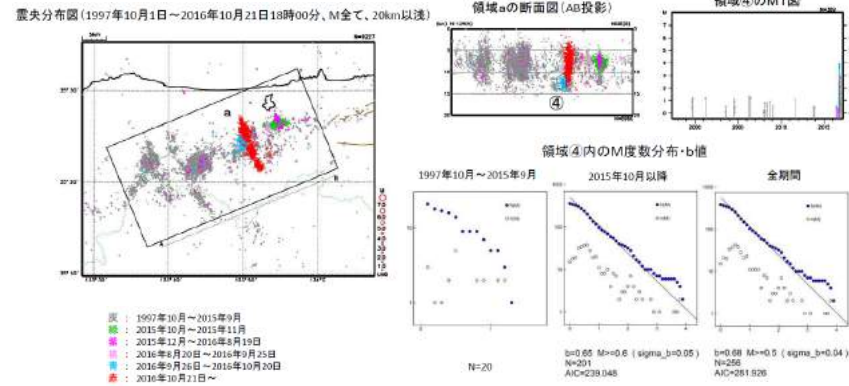 震央分布図(1997年10月1日~2016年10月21日18時00分、M全て、20km以浅)
領域aの断面図(AB投影)
領域④のMT図
a
④
A
B
2000
2005
2010
領域④内のM度数分布・b値
1997年10月~2015年9月
2015年10月以降
全期間
N=20
b=0.65 M>=0.6 ( sigma_b=0.05 )
N=201
AIC=239.048
b=0.68 M>=0.5 ( sigma_b=0.04 )
N=256
AIC=281.926
灰 : 1997年10月~2015年9月
緑 : 2015年10月~2015年11月
紫 : 2015年12月~2016年8月19日
桃 : 2016年8月20日~2016年9月25日
青 : 2016年9月26日~2016年10月20日
赤 : 2016年10月21日~